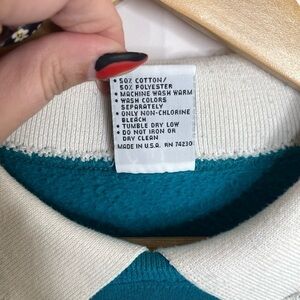 • 50% COTTON/
50% POLYESTER
• MACHINE WASH WARM
• WASH COLORS
SEPARATELY
• ONLY NON-CHLORINE
BLEACH
• TUMBLE DRY LOW
• DO NOT IRON OR
DRY CLEAN
MADE IN U.S.A. RN 74230